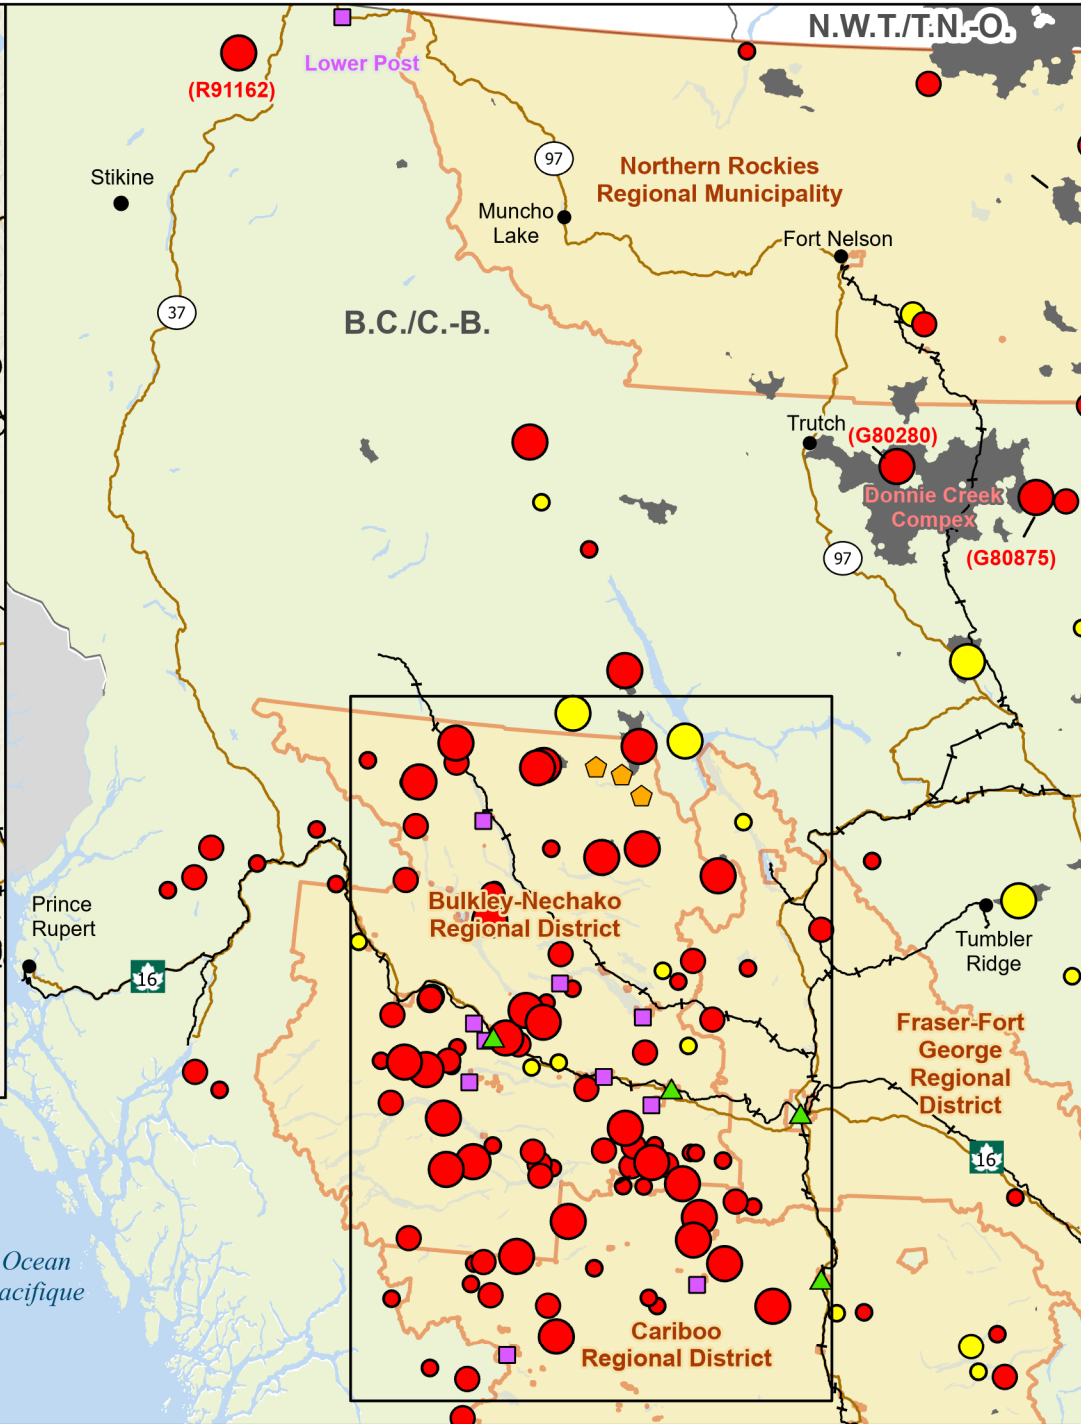 N.W.T./T.N.-O.
Lower Post
(R91162)
97
Northern Rockies
Regional Municipality
Stikine
Muncho
Lake
Fort Nelson
37
B.C./C.-B.
Trutch
(G80280)
Donnie Creek
Compex
97
(G80875)
Bulkley-Nechako
Regional District
Prince
Rupert
16
Tumbler
Ridge
Fraser-Fort
George
Regional
District
16
Ocean
acifique
Cariboo
Regional District